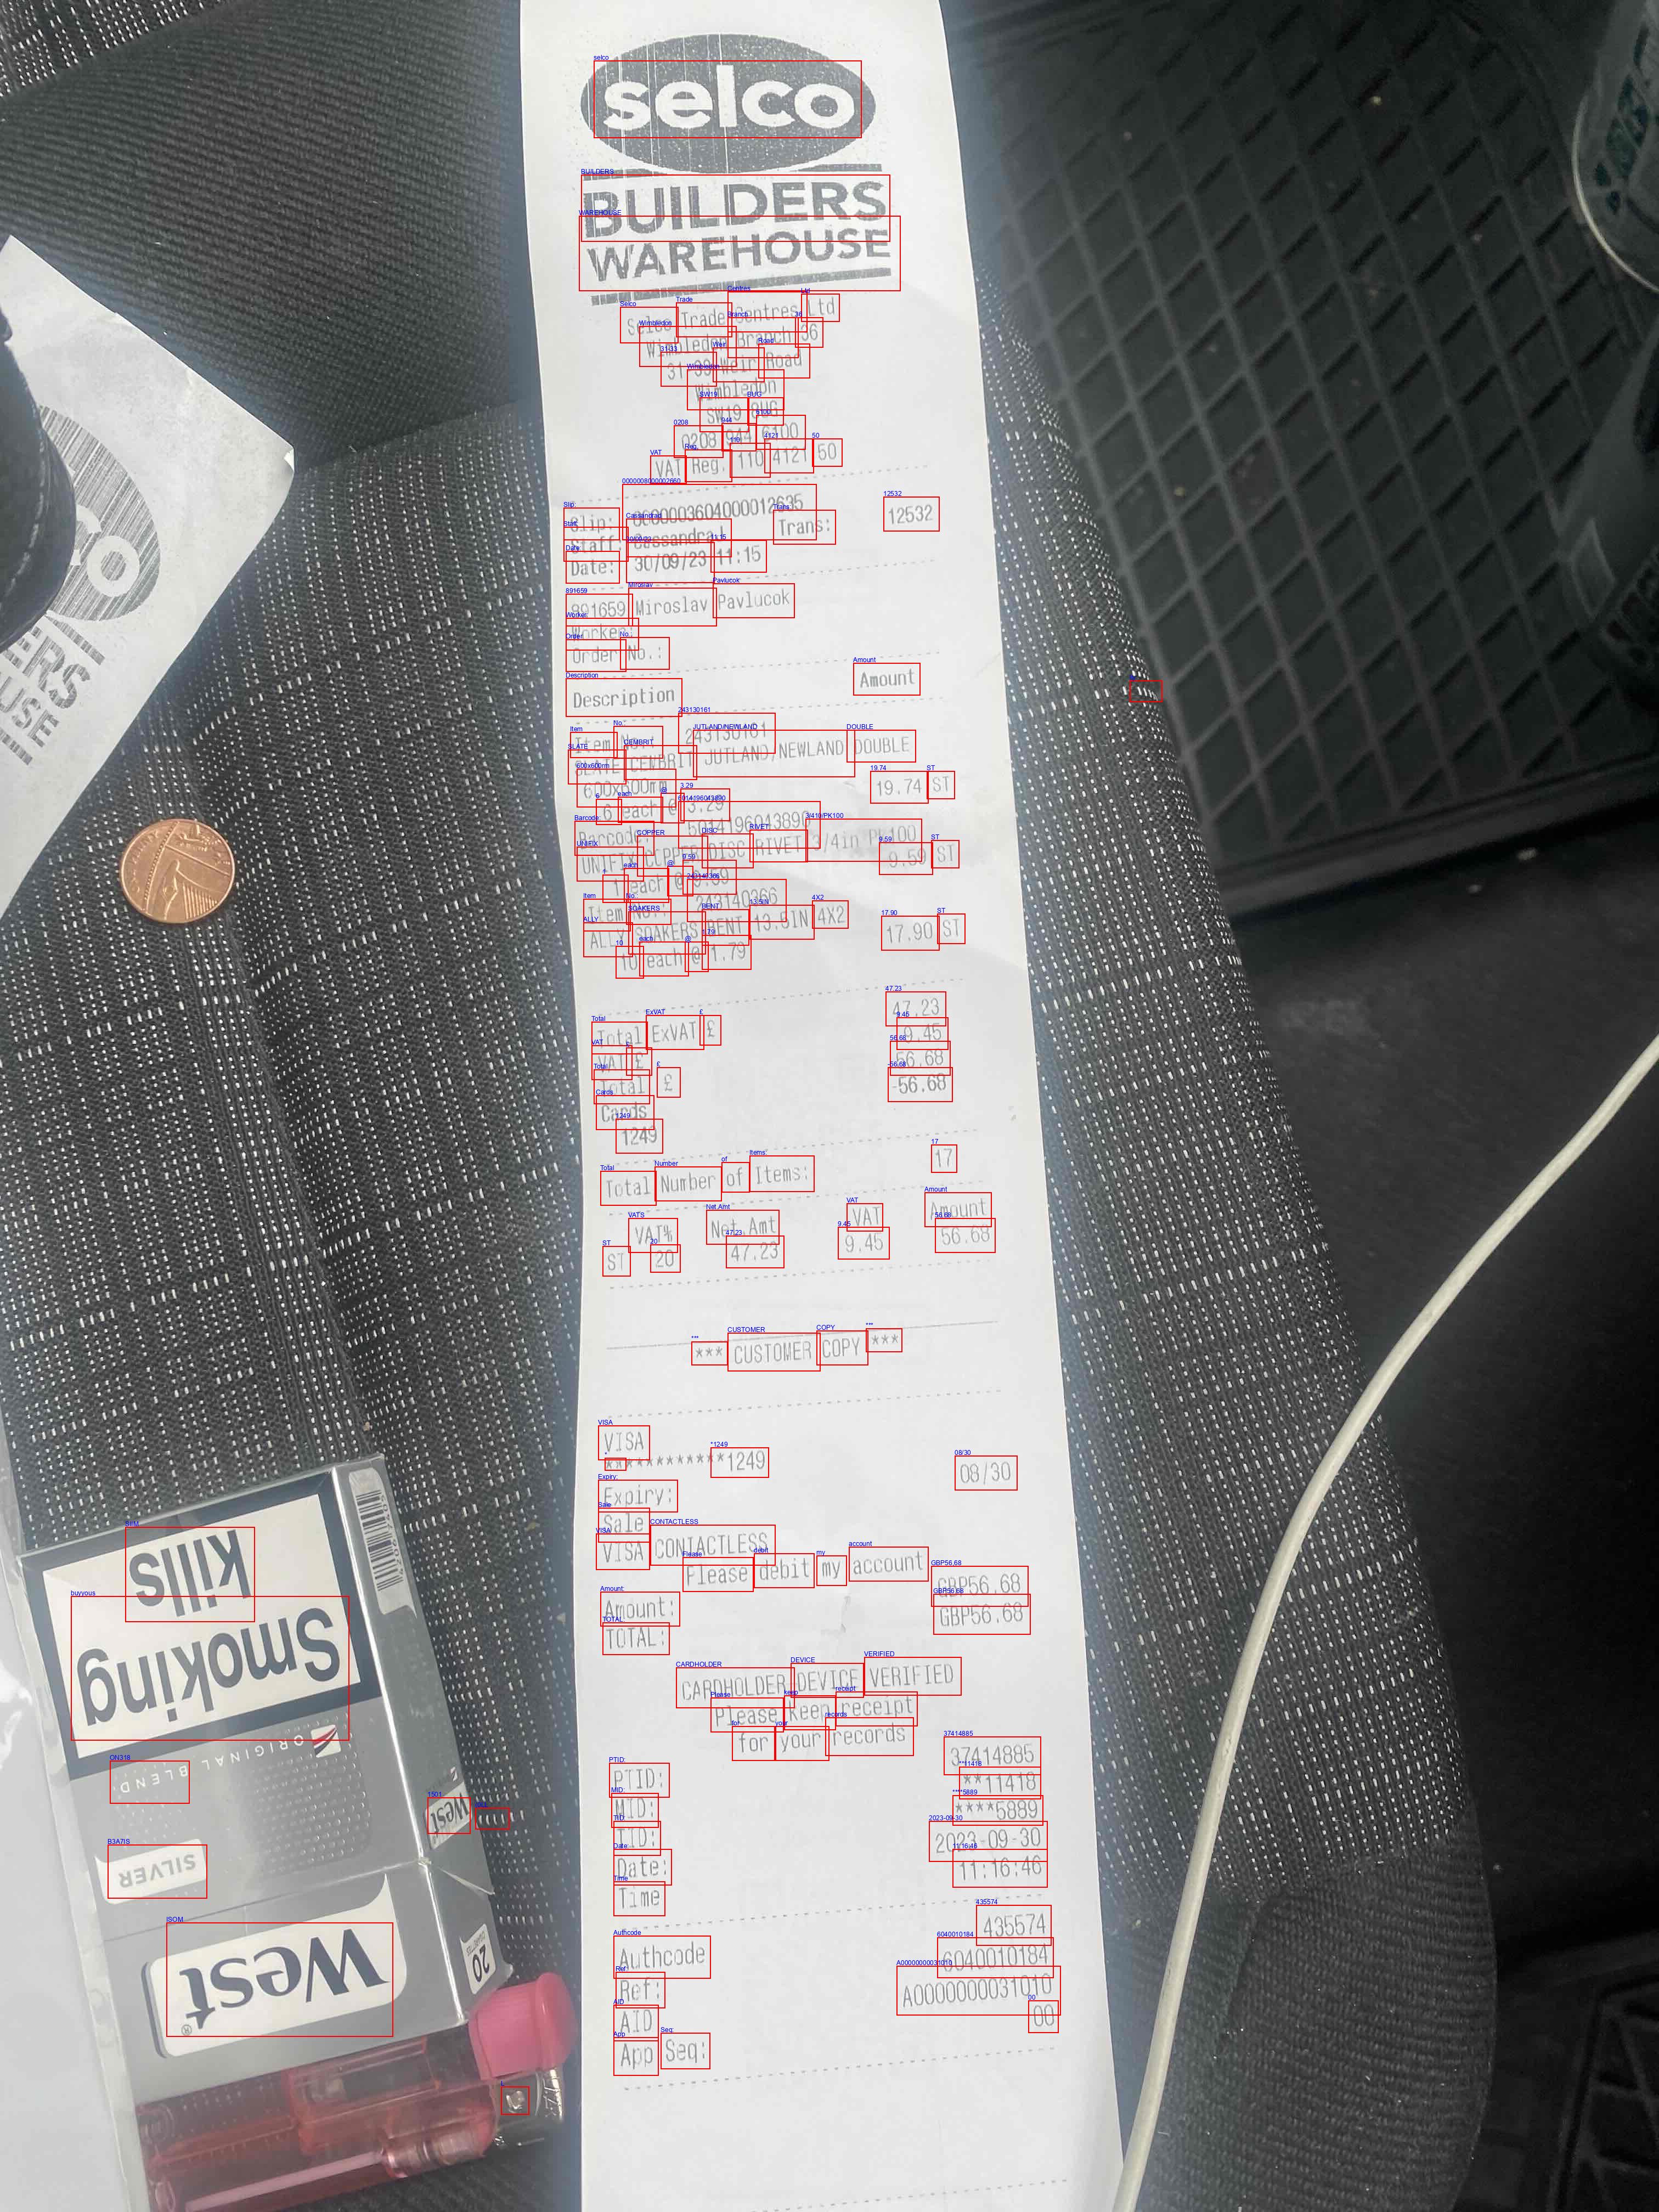 selco
BUILDERS
WAREHOUSE
Selco Trade Centres Ltd
Wimbledon Branch 36
31-39 Weir Road
Wimbledon
SW19 8UG
0208 944 6100
VAT Reg. 110 4121 50
Slip: 0000003604000012635
Staff: Cassandra Trans: 12532
Date: 30/09/23 11:15
891659 Miroslav Pavlucok
Worker:
Order No.:
Description Amount
Item No.: 243130161
SLATE CEMBRIT JUTLAND/NEWLAND DOUBLE
600x600mm
6 each @ 3.29 19.74 ST
Barcode: 5014196043890
UNIFIX COPPER DISC RIVET 3/4in PK100
1 each @ 9.59 9.59 ST
Item No.: 243140366
ALLY SOAKERS BENT 13.5IN 4X2
10 each @ 1.79 17.90 ST
Total ExVAT £ 47.23
VAT £ 9.45
Total £ 56.68
Cards -56.68
1249
Total Number of Items: 17
VAT% Net.Amt VAT Amount
ST 20 47.23 9.45 56.68
*** CUSTOMER COPY ***
VISA
************1249
Expiry: 08/30
Sale
VISA CONTACTLESS
Please debit my account
Amount: GBP56.68
TOTAL: GBP56.68
CARDHOLDER DEVICE VERIFIED
Please keep receipt
for your records
PTID: 37414885
MID: **11418
TID: ****5889
Date: 2023-09-30
Time 11:16:46
Authcode 435574
Ref: 6040010184
AID A0000000031010
App Seq: 00
Smoking
kills
ORIGINAL BLEND
SILVER
West
West
20